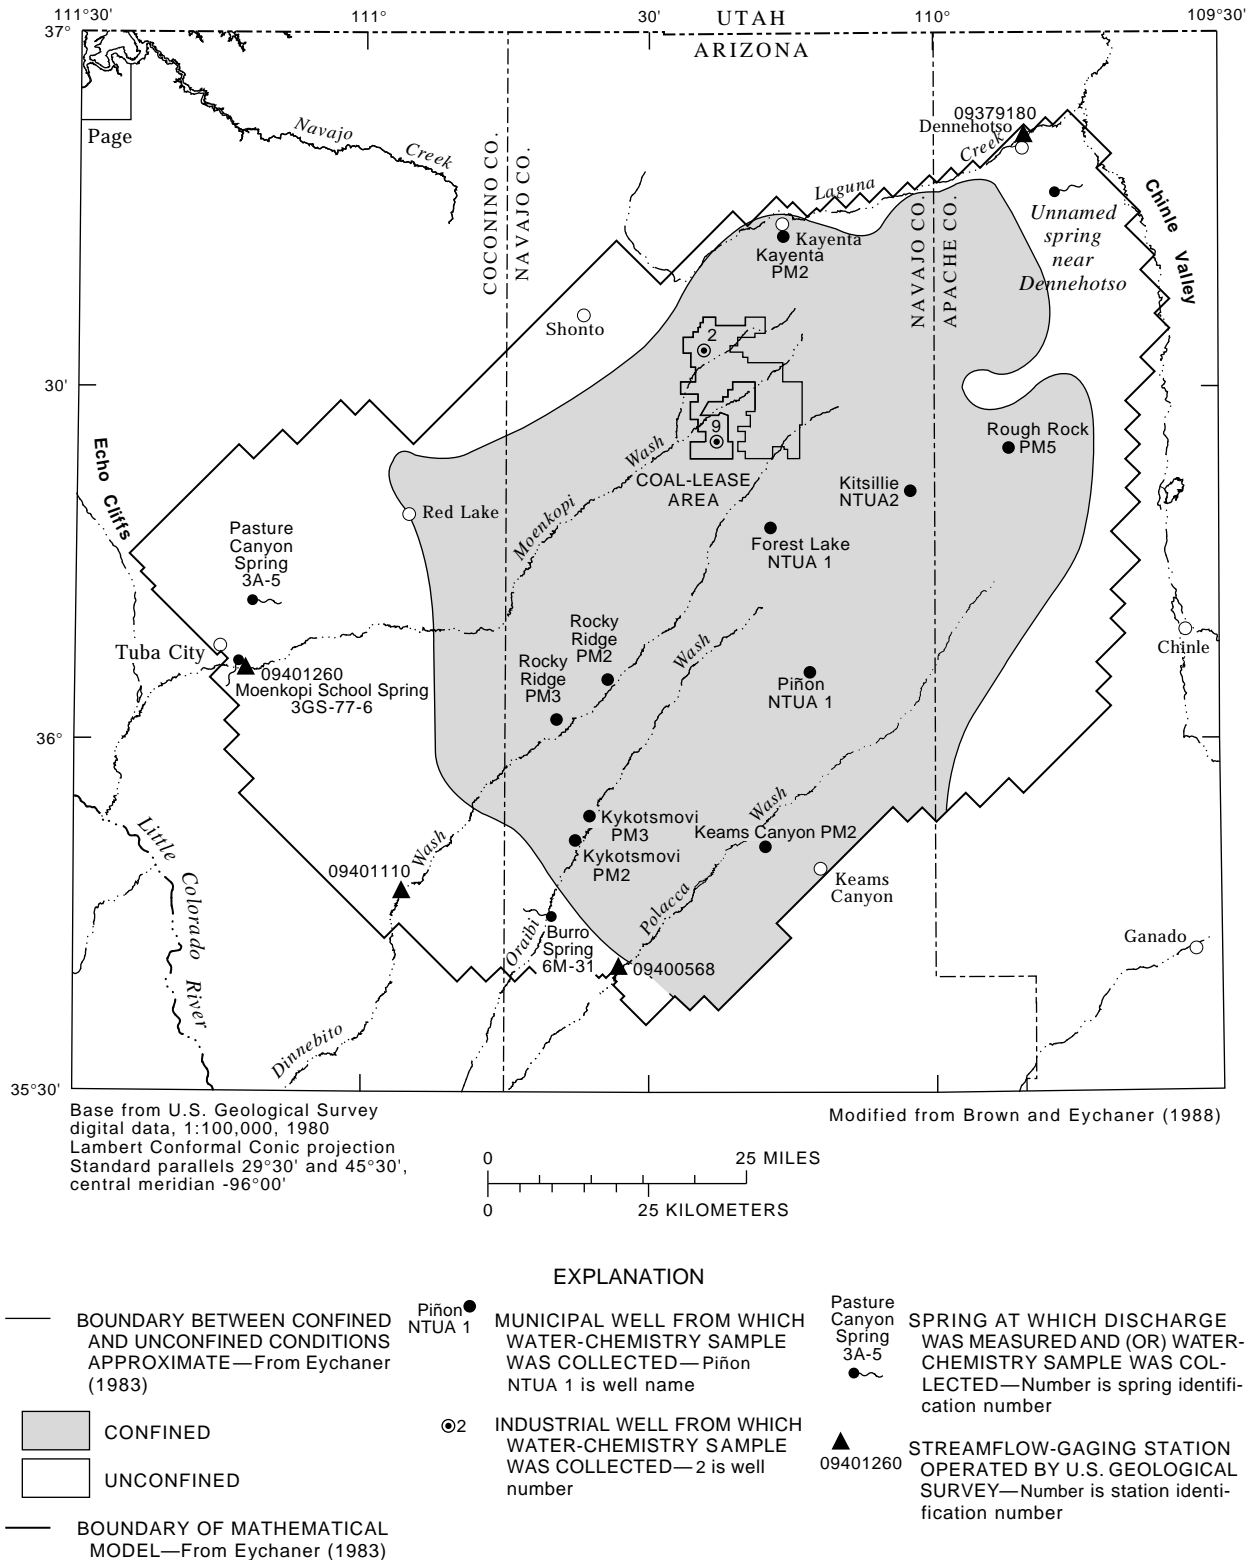 111°30'
111°
30'
UTAH
110°
109°30'
37°
ARIZONA
Page
Navajo
Creek
COCONINO CO.
NAVAJO CO.
09379180
Dennehotso
Creek
Laguna
Chinle Valley
Unnamed
spring
near
Dennehotso
Kayenta
Kayenta
PM2
NAVAJO CO.
APACHE CO.
Shonto
2
30'
9
Wash
COAL-LEASE
AREA
Rough Rock
PM5
Kitsillie
NTUA2
Echo Cliffs
Red Lake
Moenkopi
Forest Lake
NTUA 1
Pasture
Canyon
Spring
3A-5
Tuba City
09401260
Moenkopi School Spring
3GS-77-6
Rocky
Ridge
PM2
Rocky
Ridge
PM3
Wash
Piñon
NTUA 1
Chinle
36°
Little Colorado River
Wash
Kykotsmovi
PM3
Kykotsmovi
PM2
Wash
Keams Canyon PM2
09401110
Keams
Canyon
Polacca
Oraibi
Burro
Spring
6M-31
09400568
Ganado
Dinnebito
35°30'
Base from U.S. Geological Survey
digital data, 1:100,000, 1980
Lambert Conformal Conic projection
Standard parallels 29°30' and 45°30',
central meridian -96°00'
Modified from Brown and Eychaner (1988)
0
25 MILES
0
25 KILOMETERS
EXPLANATION
BOUNDARY BETWEEN CONFINED
AND UNCONFINED CONDITIONS
APPROXIMATE—From Eychaner
(1983)
CONFINED
UNCONFINED
BOUNDARY OF MATHEMATICAL
MODEL—From Eychaner (1983)
Piñon
NTUA 1
MUNICIPAL WELL FROM WHICH
WATER-CHEMISTRY SAMPLE
WAS COLLECTED—Piñon
NTUA 1 is well name
2
INDUSTRIAL WELL FROM WHICH
WATER-CHEMISTRY SAMPLE
WAS COLLECTED—2 is well
number
Pasture
Canyon
Spring
3A-5
SPRING AT WHICH DISCHARGE
WAS MEASURED AND (OR) WATER-
CHEMISTRY SAMPLE WAS COL-
LECTED—Number is spring identifi-
cation number
09401260
STREAMFLOW-GAGING STATION
OPERATED BY U.S. GEOLOGICAL
SURVEY—Number is station identi-
fication number